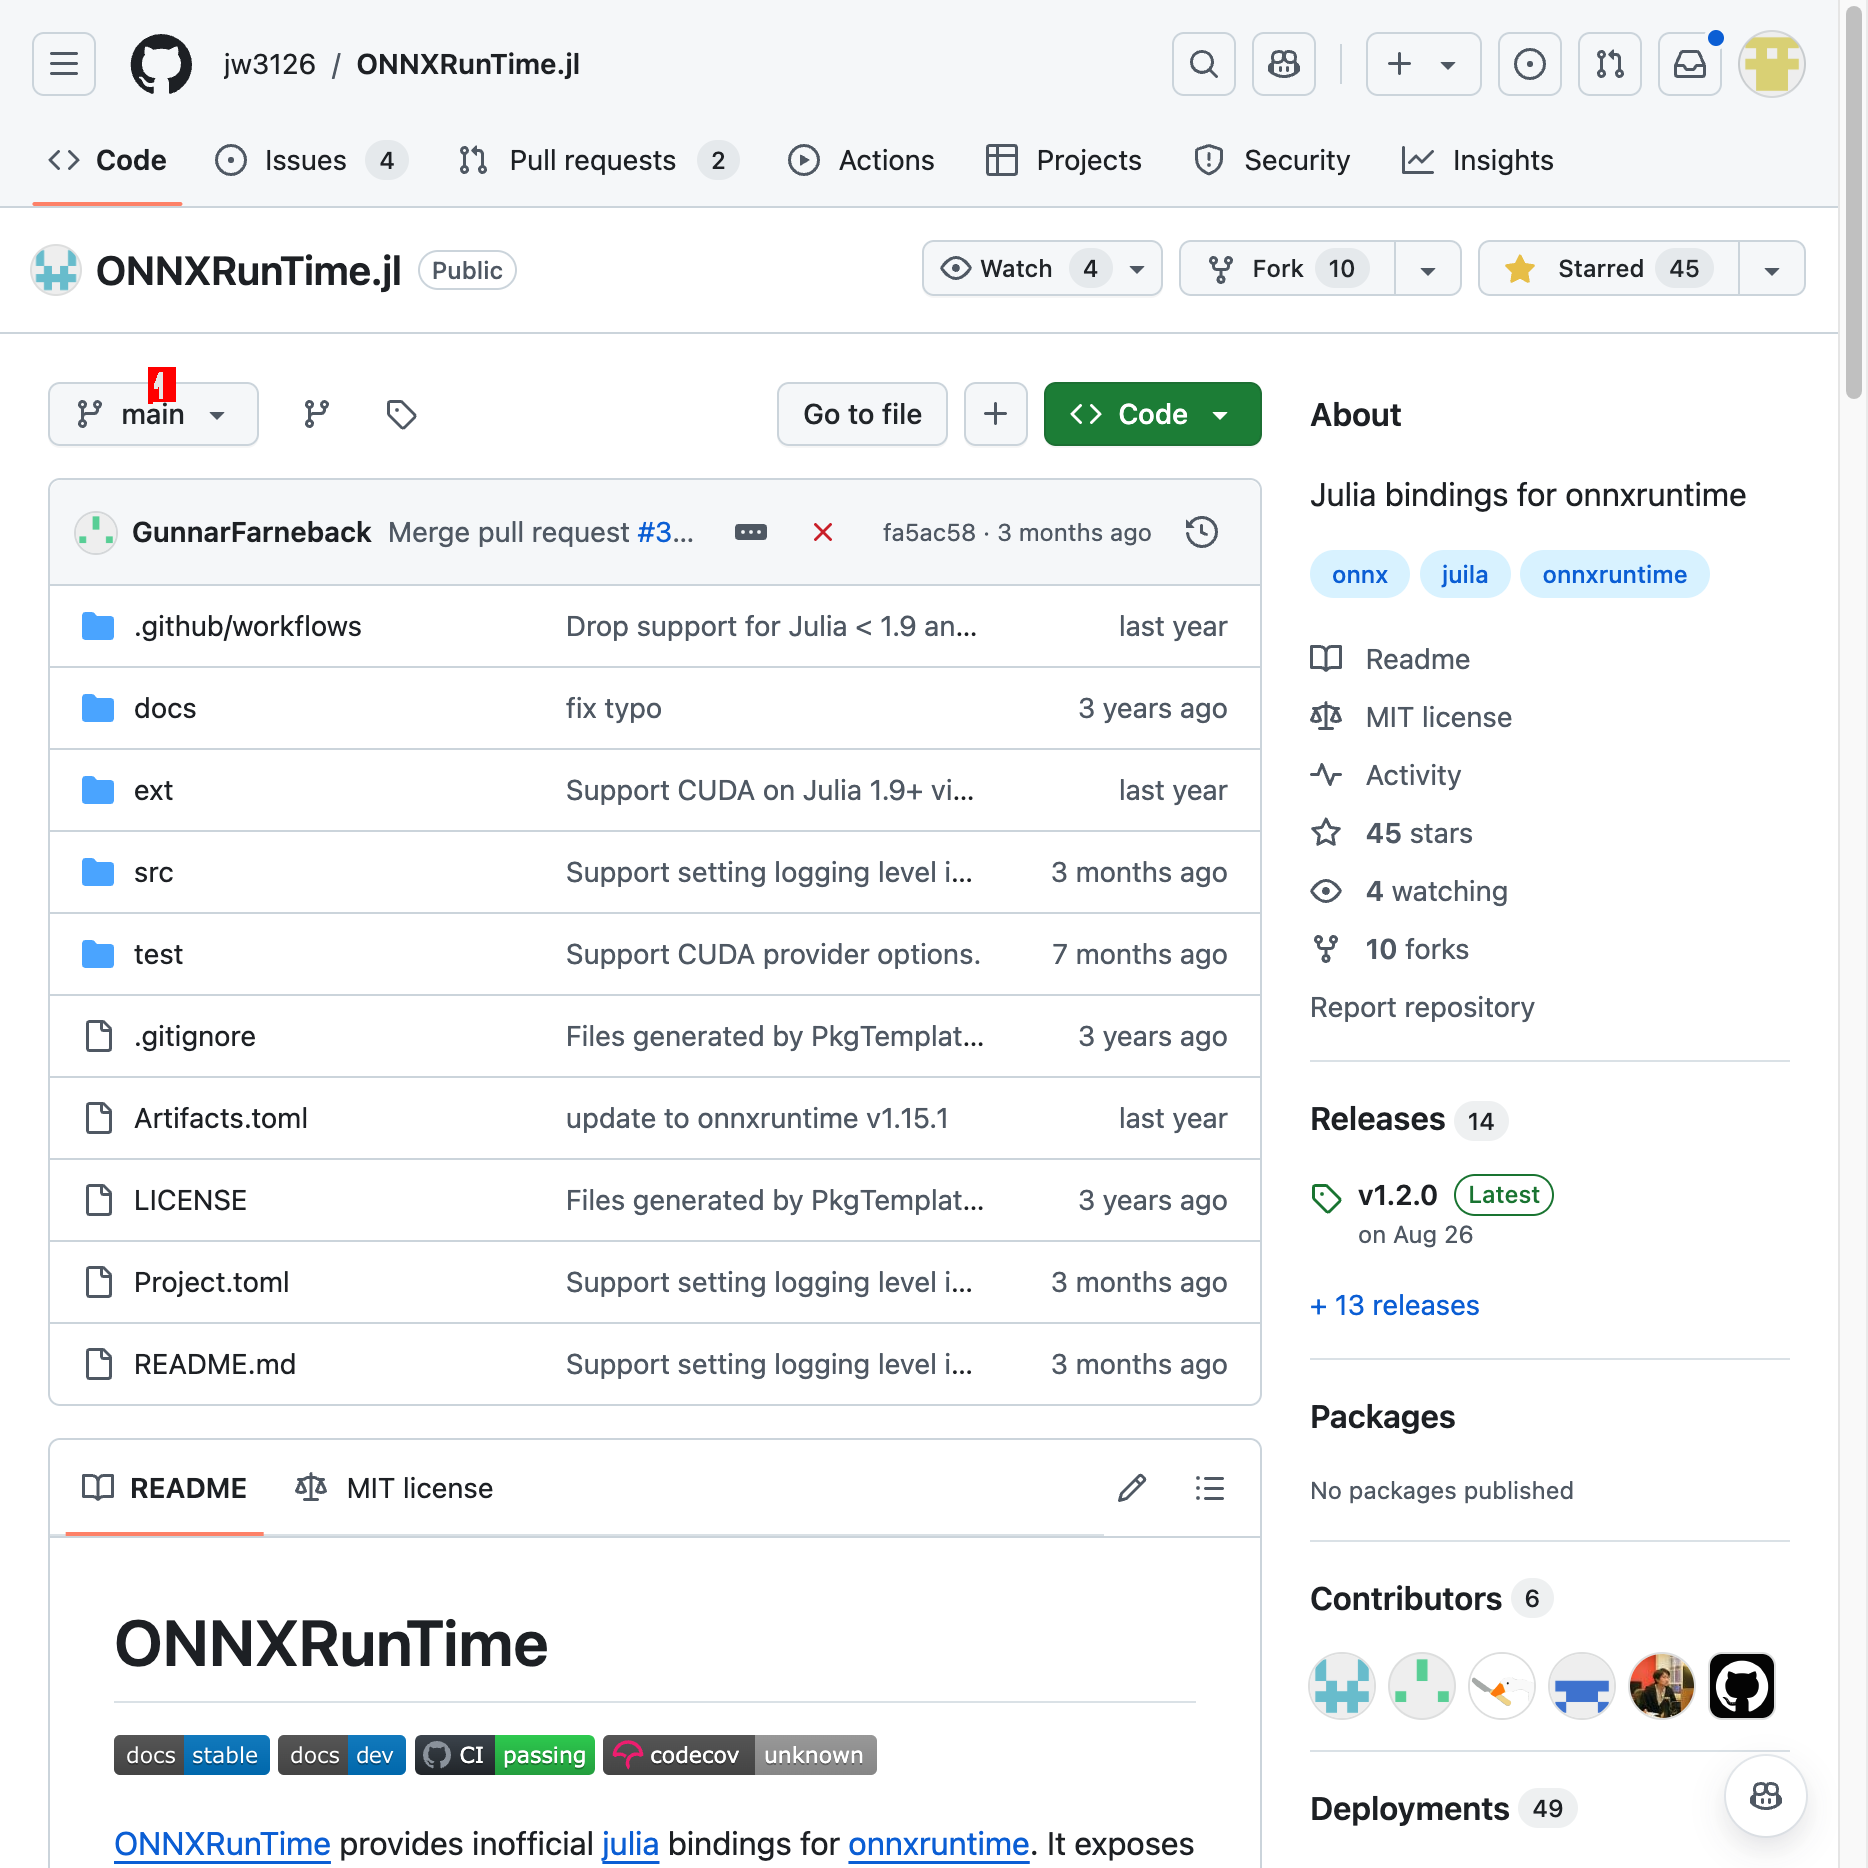 jw3126 / ONNXRunTime.jl
Code Issues 4 Pull requests 2 Actions Projects Security Insights
ONNXRunTime.jl Public Watch 4 Fork 10 Starred 45
1
main Go to file Code
GunnarFarneback Merge pull request #3... fa5ac58 · 3 months ago
.github/workflows Drop support for Julia < 1.9 an... last year
docs fix typo 3 years ago
ext Support CUDA on Julia 1.9+ vi... last year
src Support setting logging level i... 3 months ago
test Support CUDA provider options. 7 months ago
.gitignore Files generated by PkgTemplat... 3 years ago
Artifacts.toml update to onnxruntime v1.15.1 last year
LICENSE Files generated by PkgTemplat... 3 years ago
Project.toml Support setting logging level i... 3 months ago
README.md Support setting logging level i... 3 months ago
README MIT license
ONNXRunTime
docs stable docs dev CI passing codecov unknown
ONNXRunTime provides inofficial julia bindings for onnxruntime. It exposes
About
Julia bindings for onnxruntime
onnx juila onnxruntime
Readme
MIT license
Activity
45 stars
4 watching
10 forks
Report repository
Releases 14
v1.2.0 Latest
on Aug 26
+ 13 releases
Packages
No packages published
Contributors 6
Deployments 49